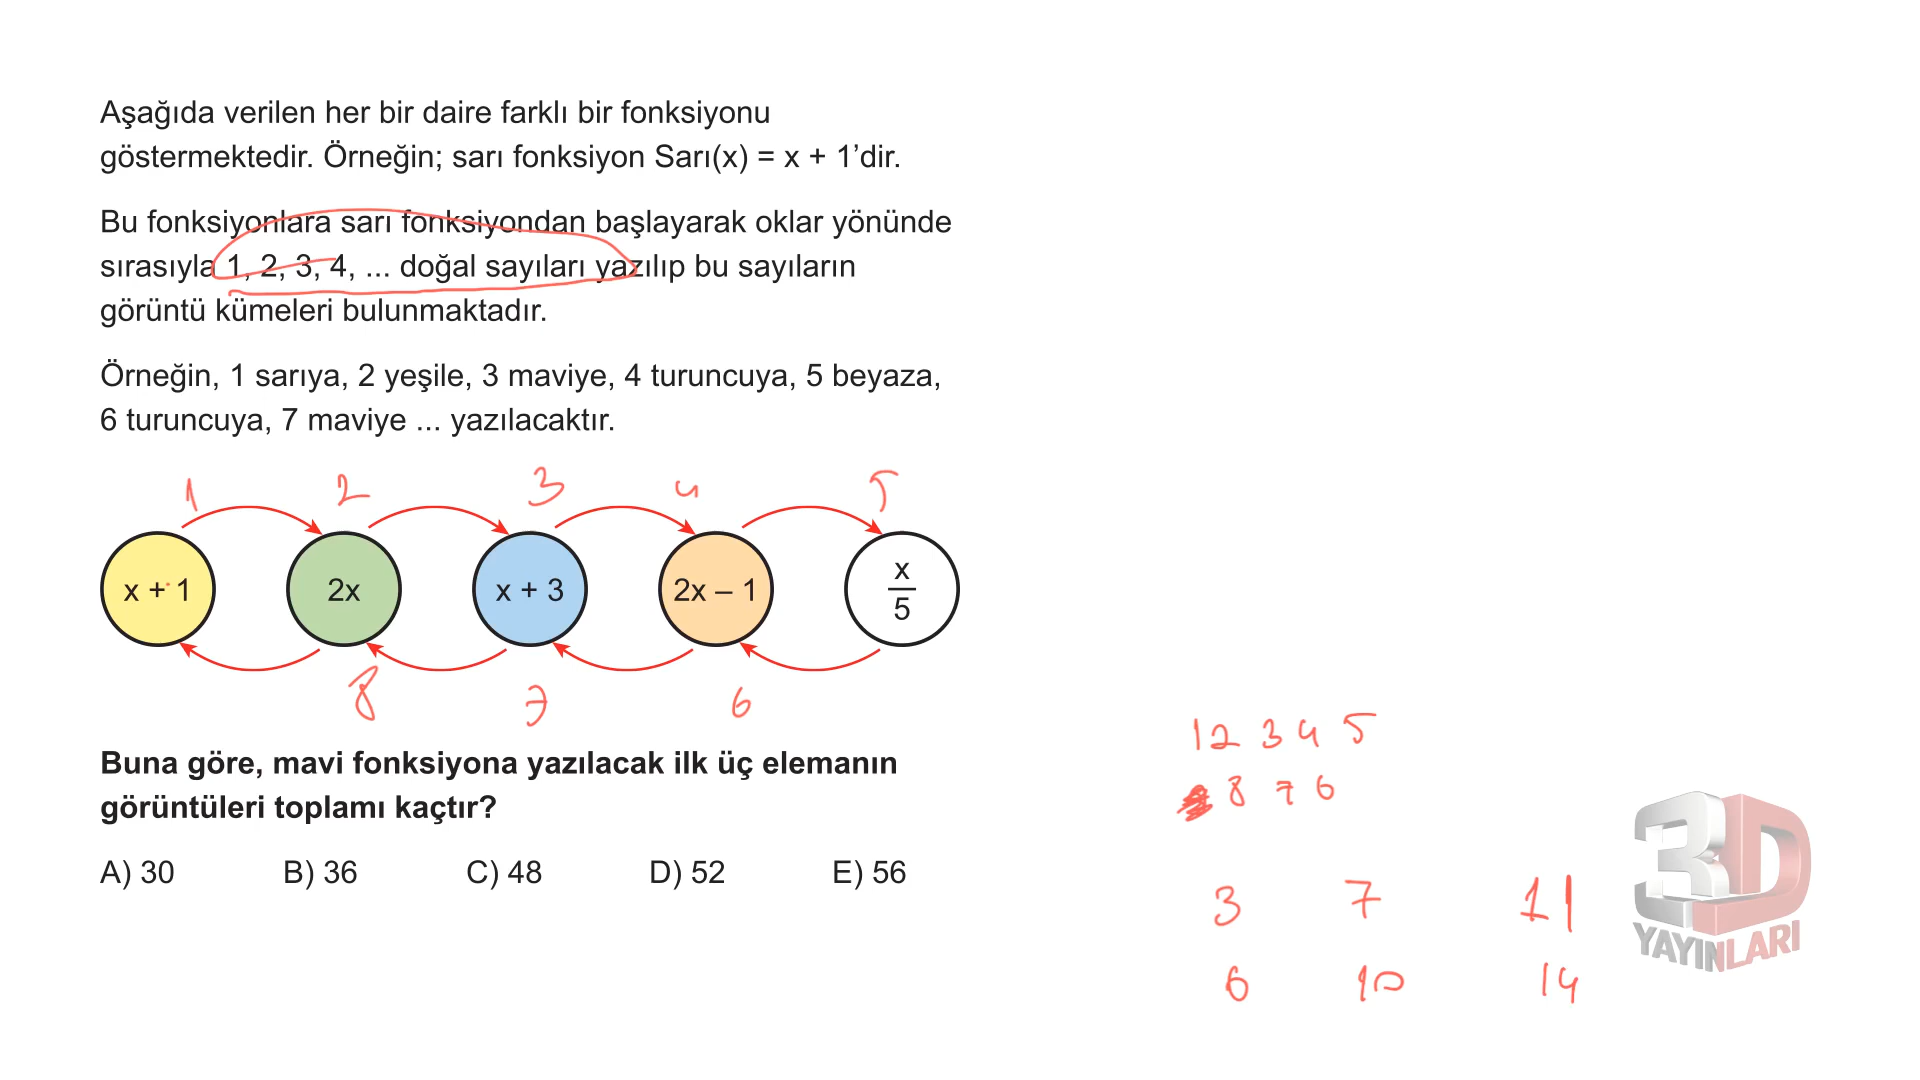 Aşağıda verilen her bir daire farklı bir fonksiyonu
göstermektedir. Örneğin; sarı fonksiyon Sarı(x) = x + 1’dir.
Bu fonksiyonlara sarı fonksiyondan başlayarak oklar yönünde
sırasıyla 1, 2, 3, 4, ... doğal sayıları yazılıp bu sayıların
görüntü kümeleri bulunmaktadır.
Örneğin, 1 sarıya, 2 yeşile, 3 maviye, 4 turuncuya, 5 beyaza,
6 turuncuya, 7 maviye ... yazılacaktır.
1 2 3 4 5
x + 1 2x x + 3 2x – 1 x/5
8 7 6
Buna göre, mavi fonksiyona yazılacak ilk üç elemanın
görüntüleri toplamı kaçtır?
A) 30 B) 36 C) 48 D) 52 E) 56
1 2 3 4 5
8 7 6
3 7 11
6 10 14
3D
YAYINLARI